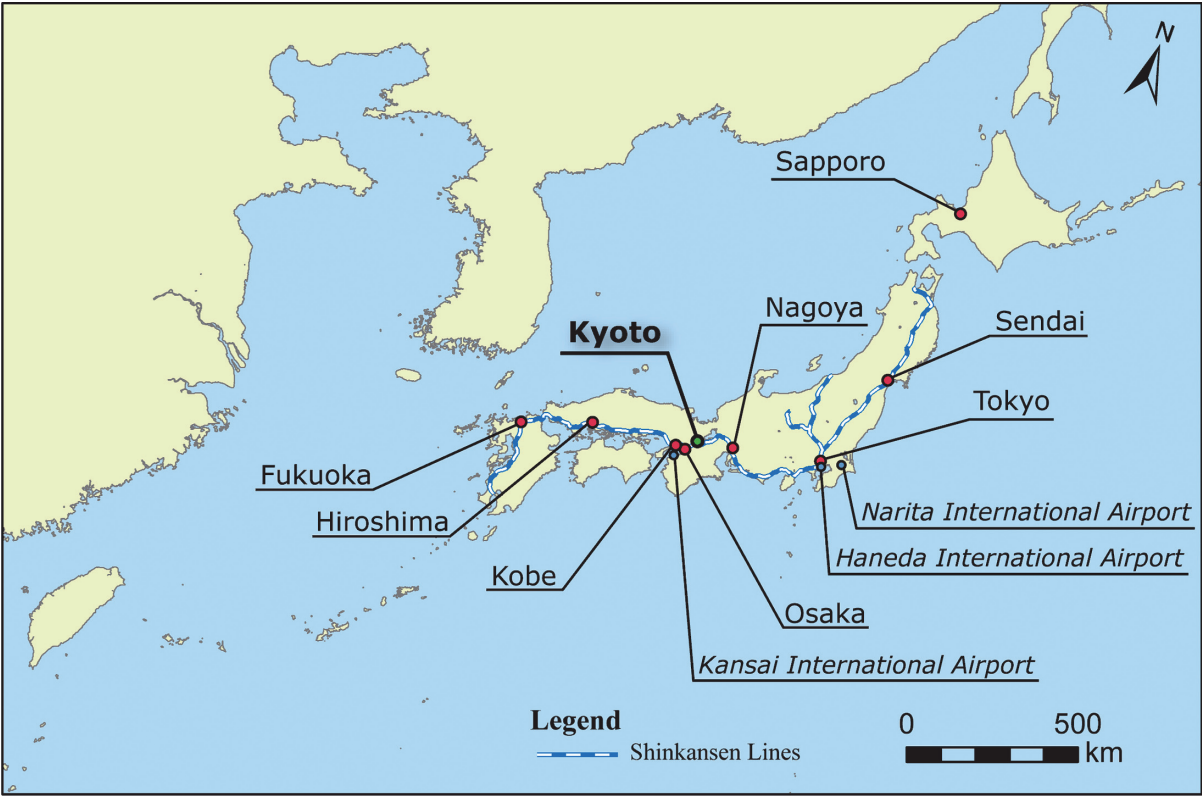 N
Sapporo
Nagoya
Kyoto
Sendai
Tokyo
Fukuoka
Narita International Airport
Hiroshima
Haneda International Airport
Kobe
Osaka
Kansai International Airport
Legend
0 500
Shinkansen Lines
km